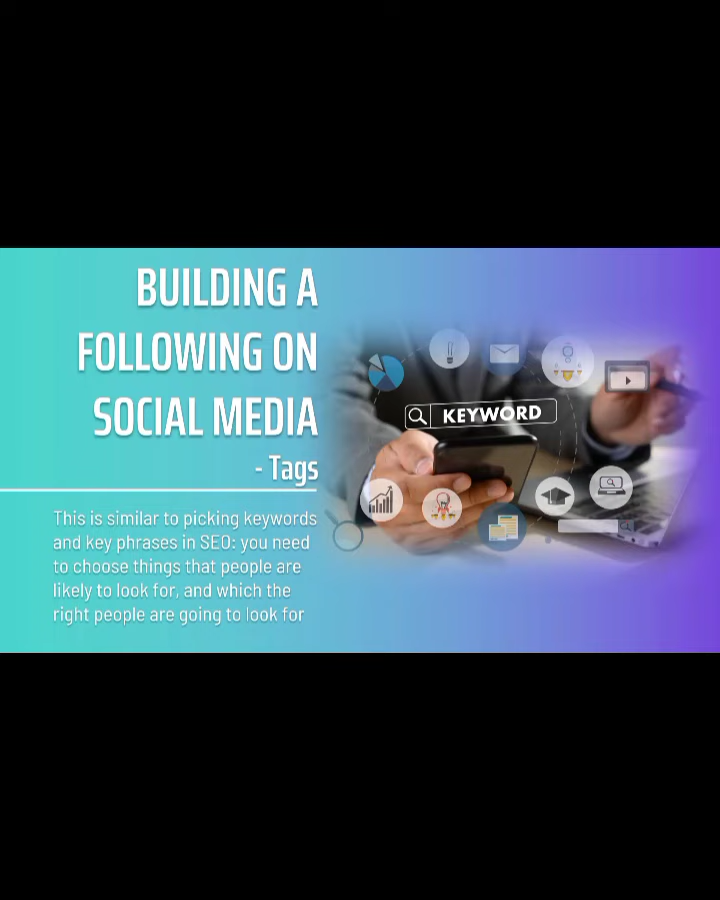 BUILDING A
FOLLOWING ON
SOCIAL MEDIA
- Tags
This is similar to picking keywords
and key phrases in SEO: you need
to choose things that people are
likely to look for, and which the
right people are going to look for
KEYWORD